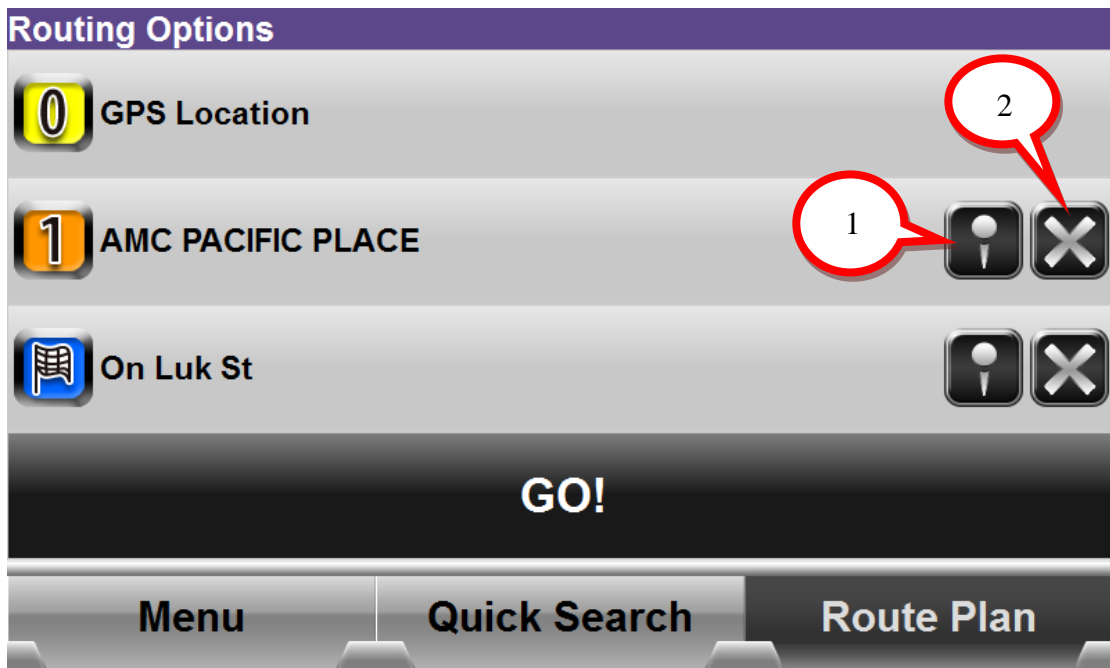 Routing Options
0 GPS Location
2
1 AMC PACIFIC PLACE 1
On Luk St
GO!
Menu Quick Search Route Plan